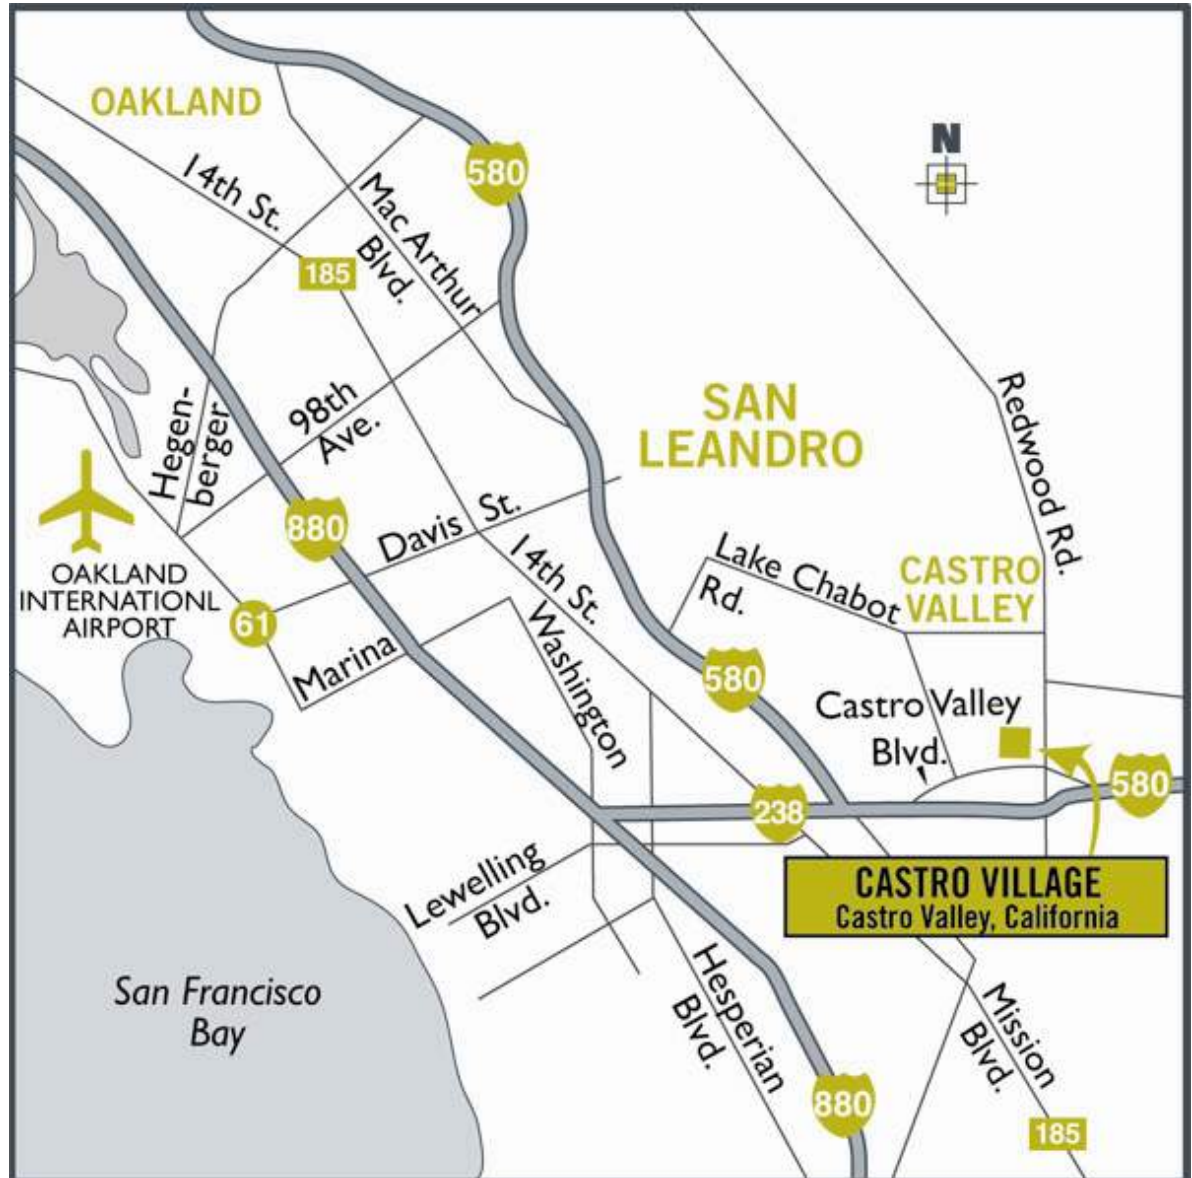 OAKLAND
580
N
14th St.
Mac Arthur
Blvd.
185
SAN
LEANDRO
Redwood Rd.
Hegen-
berger
98th
Ave.
880
Davis St.
OAKLAND
INTERNATIONL
AIRPORT
61
14th St.
Lake Chabot
Rd.
CASTRO
VALLEY
Marina
Washington
580
Castro Valley
Blvd.
580
238
Lewelling
Blvd.
CASTRO VILLAGE
Castro Valley, California
San Francisco
Bay
Hesperian
Blvd.
Mission
Blvd.
880
185